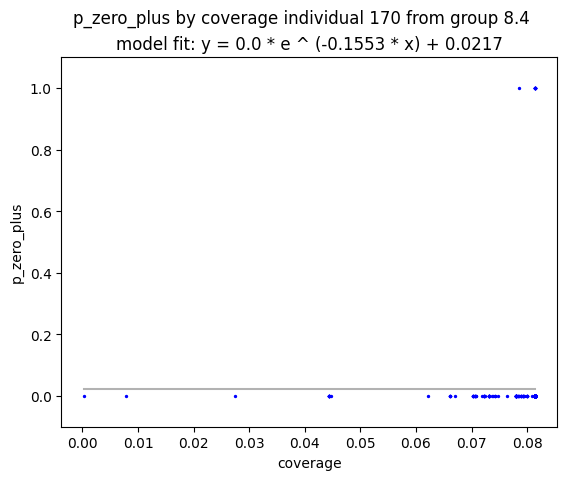 p_zero_plus by coverage individual 170 from group 8.4
model fit: y = 0.0 * e ^ (-0.1553 * x) + 0.0217
1.0
0.8
0.6
0.4
0.2
0.0
p_zero_plus
0.00 0.01 0.02 0.03 0.04 0.05 0.06 0.07 0.08
coverage